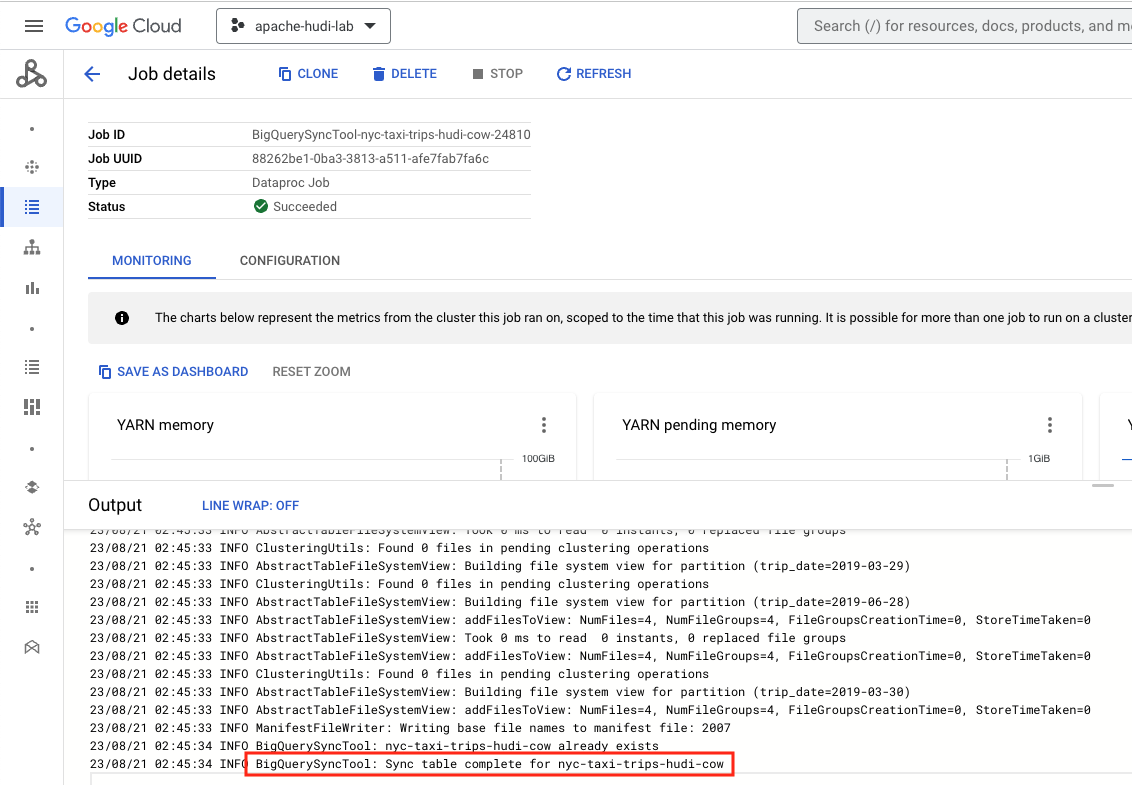 Google Cloud
apache-hudi-lab
Search (/) for resources, docs, products, and m
Job details
CLONE
DELETE
STOP
REFRESH
Job ID BigQuerySyncTool-nyc-taxi-trips-hudi-cow-24810
Job UUID 88262be1-0ba3-3813-a511-afe7fab7fa6c
Type Dataproc Job
Status Succeeded
MONITORING
CONFIGURATION
The charts below represent the metrics from the cluster this job ran on, scoped to the time that this job was running. It is possible for more than one job to run on a cluster
SAVE AS DASHBOARD
RESET ZOOM
YARN memory
100GiB
YARN pending memory
1GiB
Output
LINE WRAP: OFF
23/08/21 02:45:33 INFO AbstractTableFileSystemView: Took 0 ms to read  0 instants, 0 replaced file groups
23/08/21 02:45:33 INFO ClusteringUtils: Found 0 files in pending clustering operations
23/08/21 02:45:33 INFO AbstractTableFileSystemView: Building file system view for partition (trip_date=2019-03-29)
23/08/21 02:45:33 INFO ClusteringUtils: Found 0 files in pending clustering operations
23/08/21 02:45:33 INFO AbstractTableFileSystemView: Building file system view for partition (trip_date=2019-06-28)
23/08/21 02:45:33 INFO AbstractTableFileSystemView: addFilesToView: NumFiles=4, NumFileGroups=4, FileGroupsCreationTime=0, StoreTimeTaken=0
23/08/21 02:45:33 INFO AbstractTableFileSystemView: Took 0 ms to read  0 instants, 0 replaced file groups
23/08/21 02:45:33 INFO AbstractTableFileSystemView: addFilesToView: NumFiles=4, NumFileGroups=4, FileGroupsCreationTime=0, StoreTimeTaken=0
23/08/21 02:45:33 INFO ClusteringUtils: Found 0 files in pending clustering operations
23/08/21 02:45:33 INFO AbstractTableFileSystemView: Building file system view for partition (trip_date=2019-03-30)
23/08/21 02:45:33 INFO AbstractTableFileSystemView: addFilesToView: NumFiles=4, NumFileGroups=4, FileGroupsCreationTime=0, StoreTimeTaken=0
23/08/21 02:45:33 INFO ManifestFileWriter: Writing base file names to manifest file: 2007
23/08/21 02:45:34 INFO BigQuerySyncTool: nyc-taxi-trips-hudi-cow already exists
23/08/21 02:45:34 INFO BigQuerySyncTool: Sync table complete for nyc-taxi-trips-hudi-cow